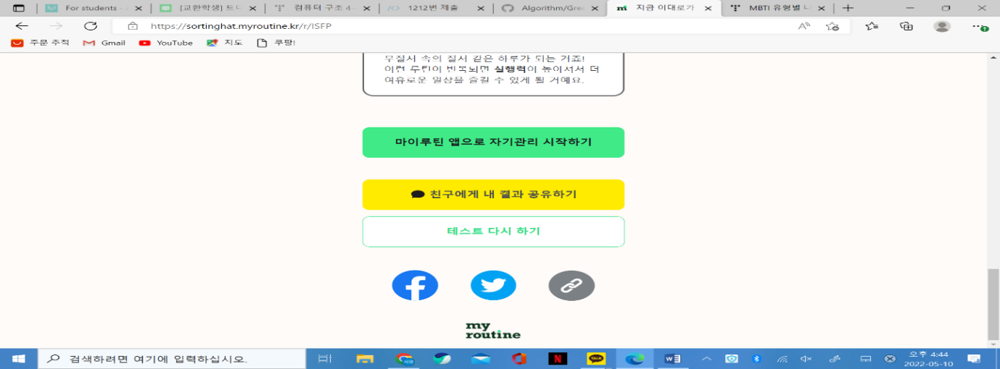 For students - /
[교환학생] 드디
컴퓨터 구조 4-
1212번 제출
Algorithm/Gre
지금 이대로가
MBTI 유형별 L
https://sortinghat.myroutine.kr/r/ISFP
주문 추적
Gmail
YouTube
지도
쿠팡!
무질서 속의 질서 같은 하루가 되는 거죠!
이런 루틴이 반복되면 실행력이 높아져서 더
여유로운 일상을 즐길 수 있게 될 거예요.
마이루틴 앱으로 자기관리 시작하기
친구에게 내 결과 공유하기
테스트 다시 하기
my
routine
검색하려면 여기에 입력하십시오.
오후 4:44
2022-05-10